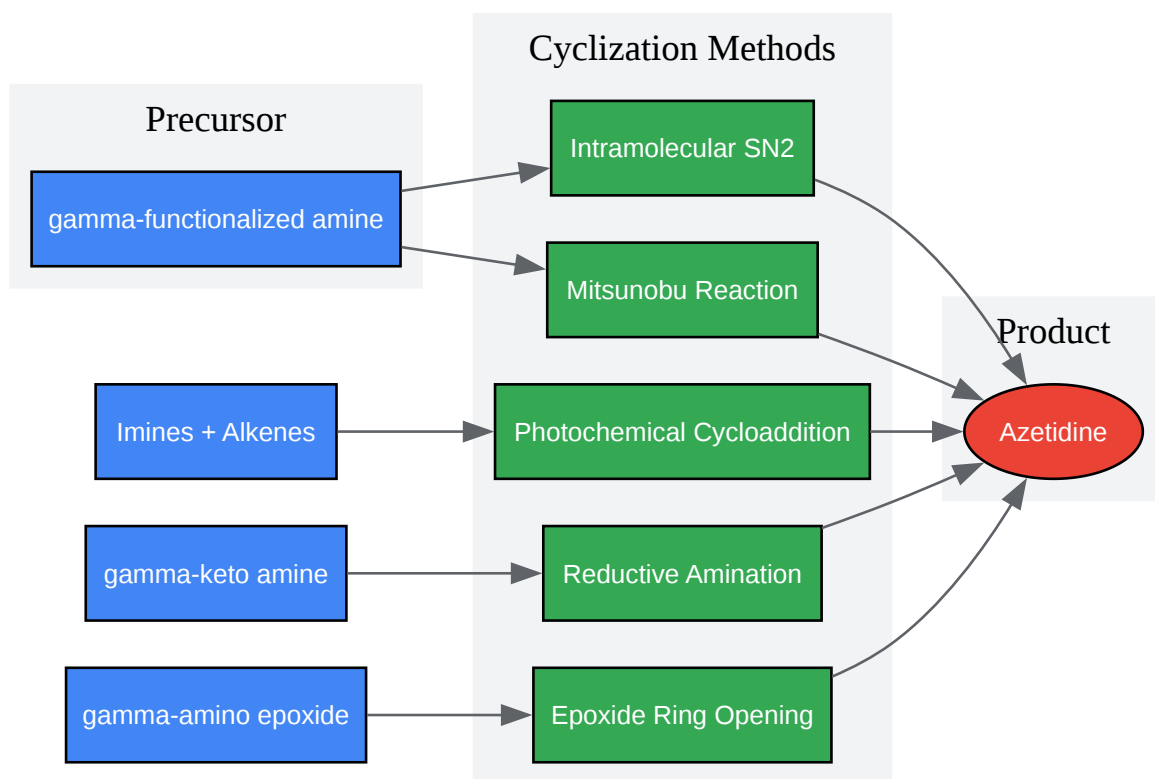 Cyclization Methods
Precursor
Intramolecular SN2
gamma-functionalized amine
Mitsunobu Reaction
Product
Imines + Alkenes
Photochemical Cycloaddition
Azetidine
gamma-keto amine
Reductive Amination
gamma-amino epoxide
Epoxide Ring Opening